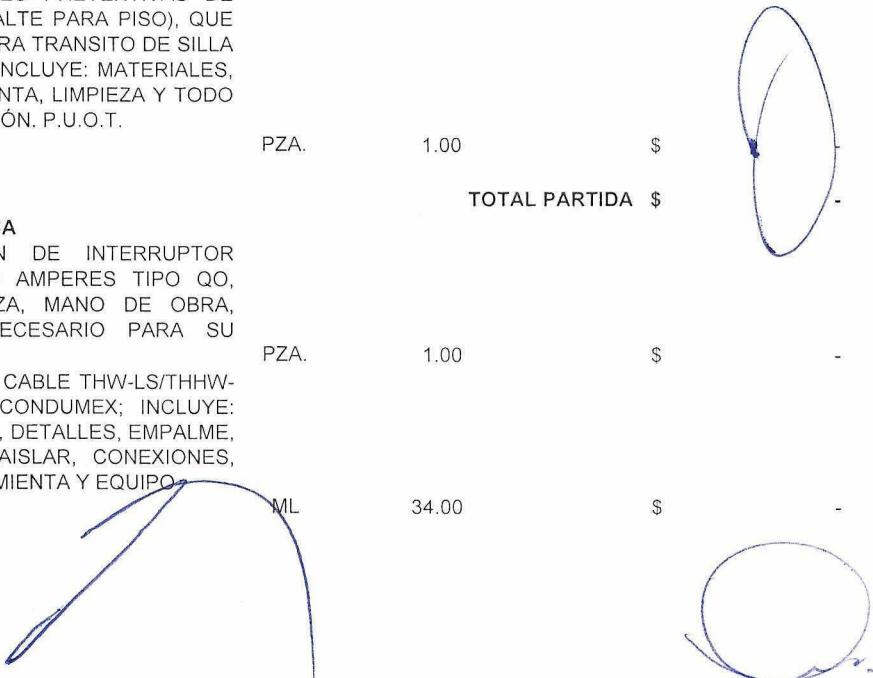 ALTE PARA PISO), QUE
RA TRANSITO DE SILLA
NCLUYE: MATERIALES,
NTA, LIMPIEZA Y TODO
ÓN. P.U.O.T.
PZA. 1.00 $ -
TOTAL PARTIDA $ -
CA
N DE INTERRUPTOR
AMPERES TIPO QO,
ZA, MANO DE OBRA,
ECESARIO PARA SU
PZA. 1.00 $ -
CABLE THW-LS/THHW-
CONDUMEX; INCLUYE:
, DETALLES, EMPALME,
AISLAR, CONEXIONES,
MIENTA Y EQUIPO
ML 34.00 $ -